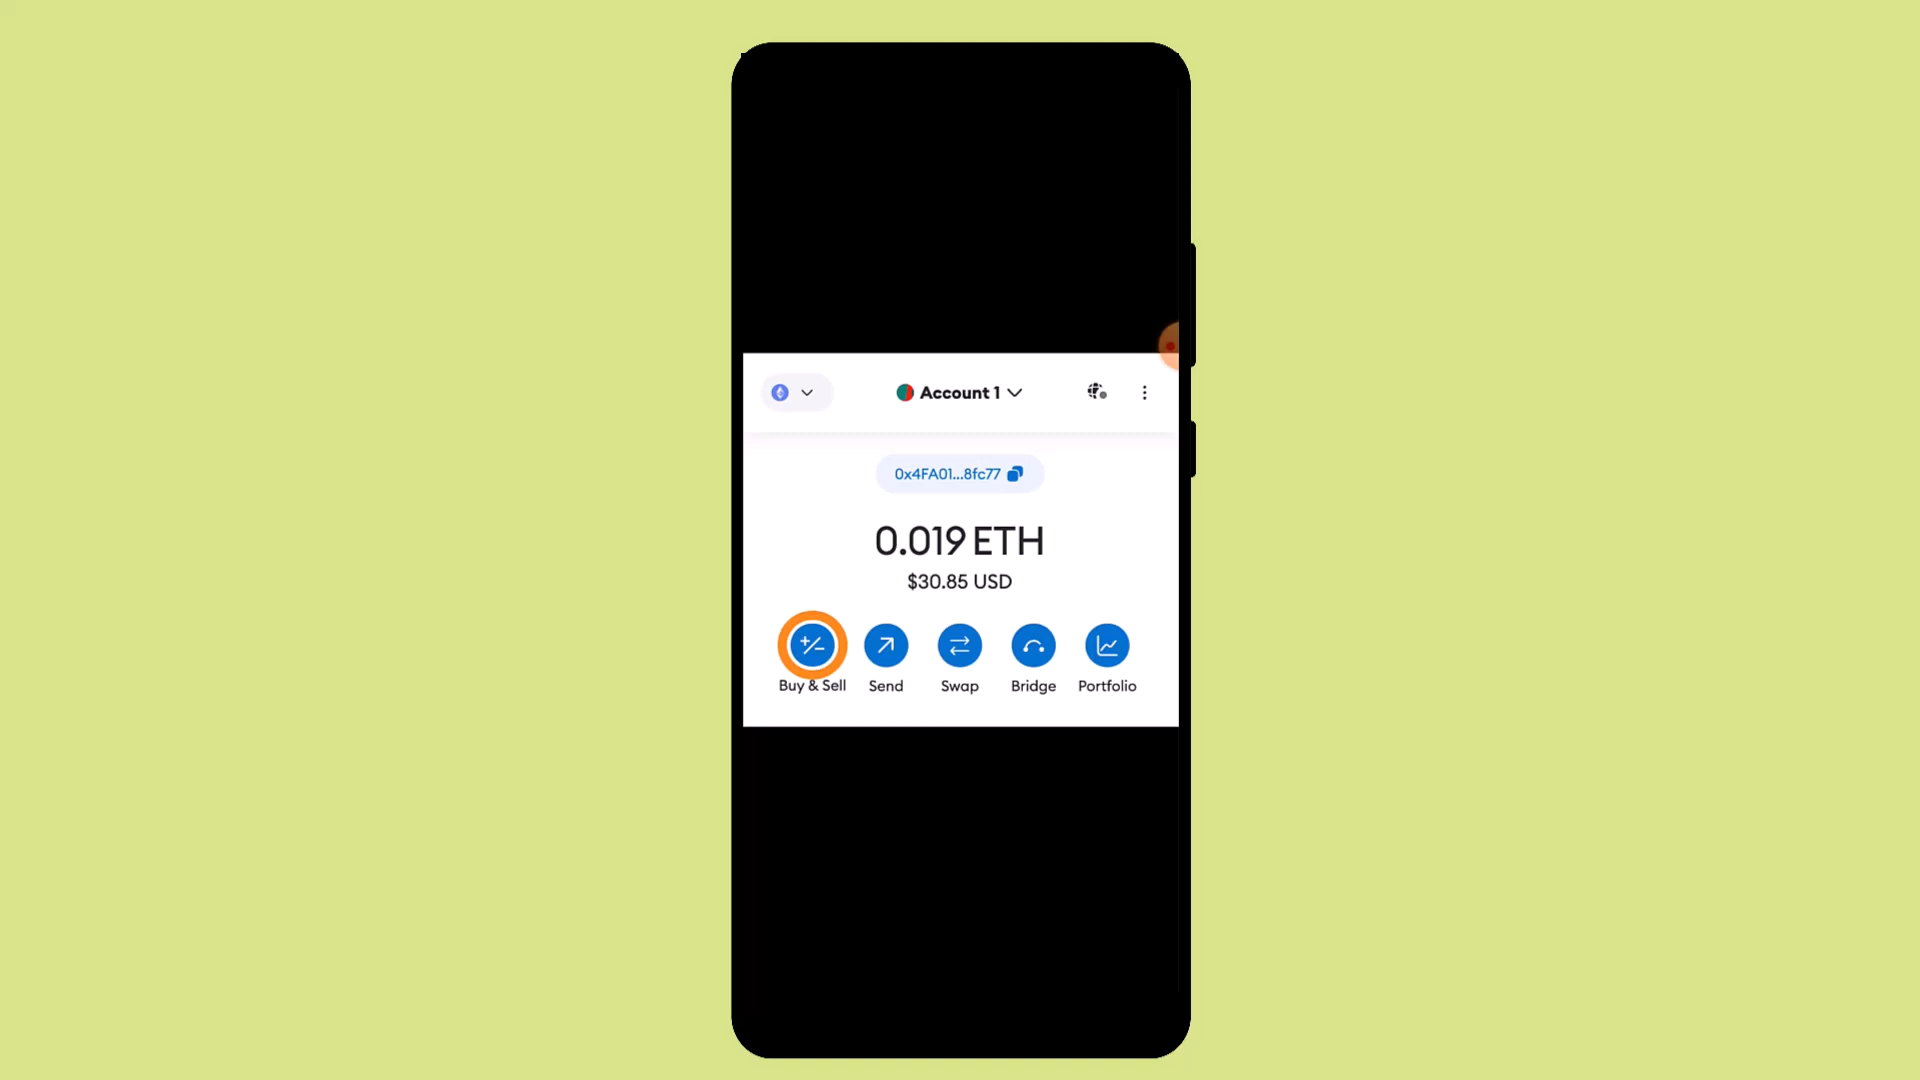 Account 1
0x4FA01...8fc77
0.019 ETH
$30.85 USD
Buy & Sell Send Swap Bridge Portfolio